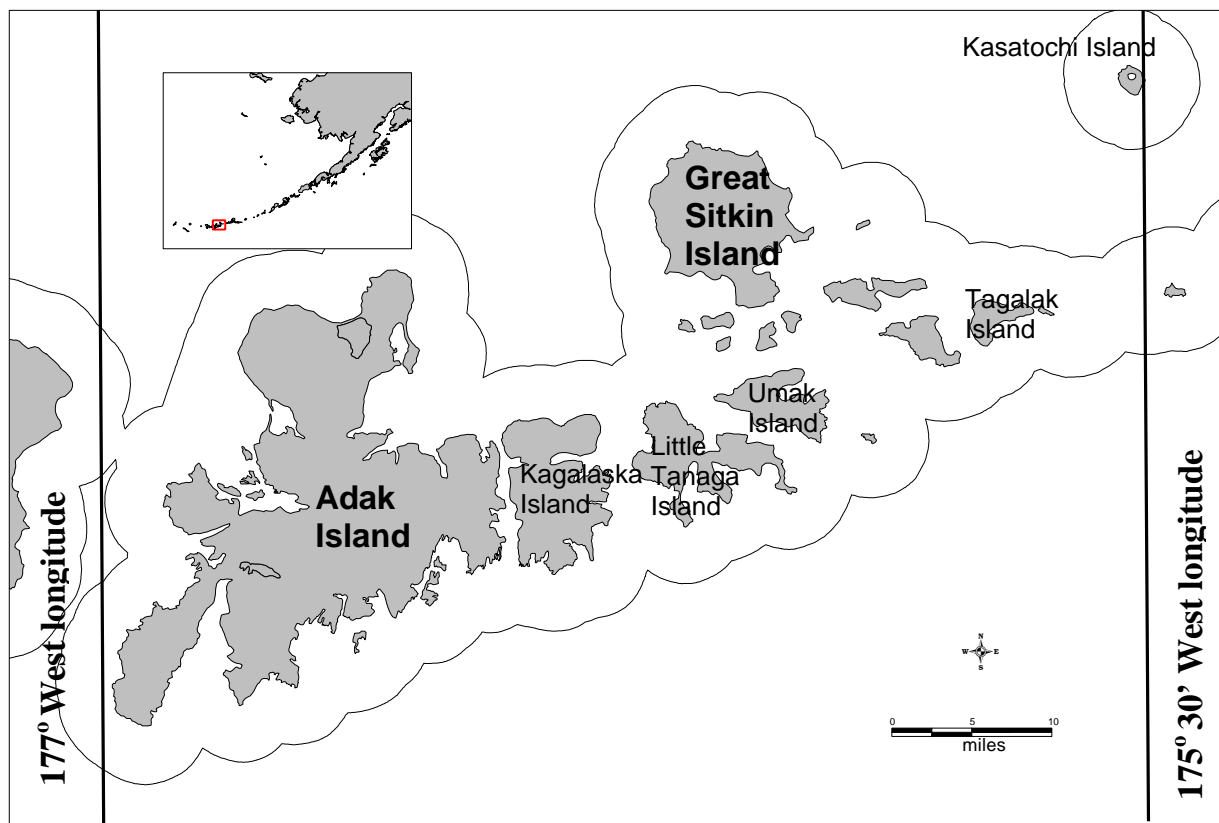 Kasatochi Island
Great
Sitkin
Island
Tagalak
Island
Umak
Island
Little
Tanaga
Island
Kagalaska
Island
Adak
Island
177° West longitude
175° 30’ West longitude
N
W E
S
0 5 10
miles